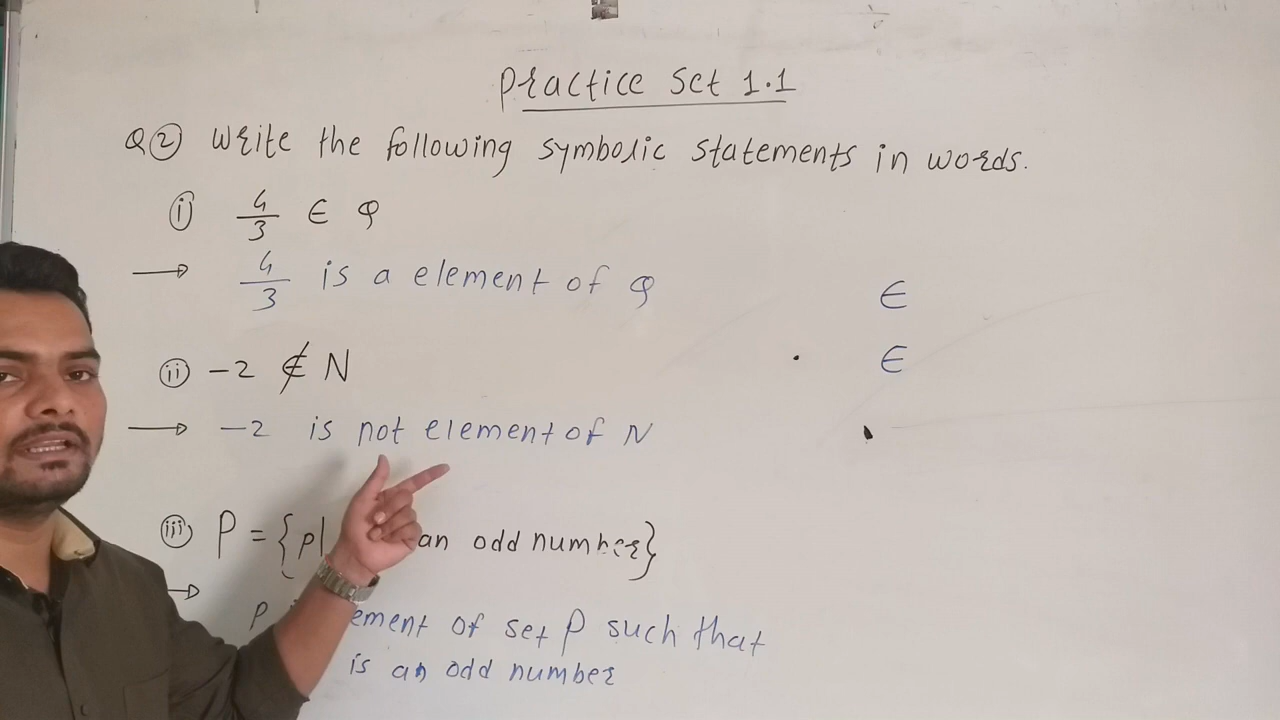 Practice Set 1.1
Q② Write the following symbolic statements in words.
ⓘ 4/3 ∈ Q
→ 4/3 is a element of Q
∈
∈
ⓘⓘ -2 ∉ N
→ -2 is not element of N
ⓘⓘⓘ P = {p| an odd number}
→
P ement of set P such that
is an odd number